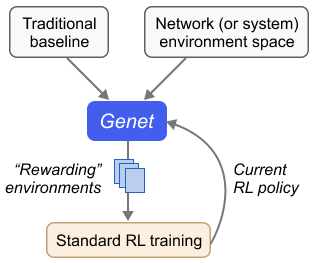 Traditional
baseline
Network (or system)
environment space
Genet
“Rewarding”
environments
Current
RL policy
Standard RL training